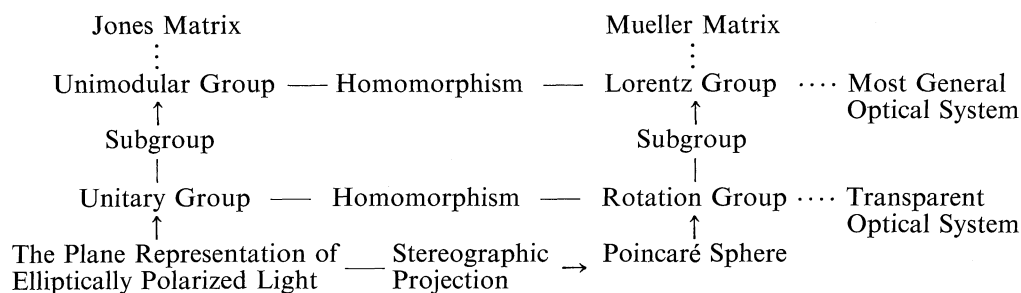 Jones Matrix Mueller Matrix
Unimodular Group — Homomorphism — Lorentz Group ···· Most General
Optical System
Subgroup Subgroup
Unitary Group — Homomorphism — Rotation Group ···· Transparent
Optical System
The Plane Representation of — Stereographic → Poincaré Sphere
Elliptically Polarized Light Projection